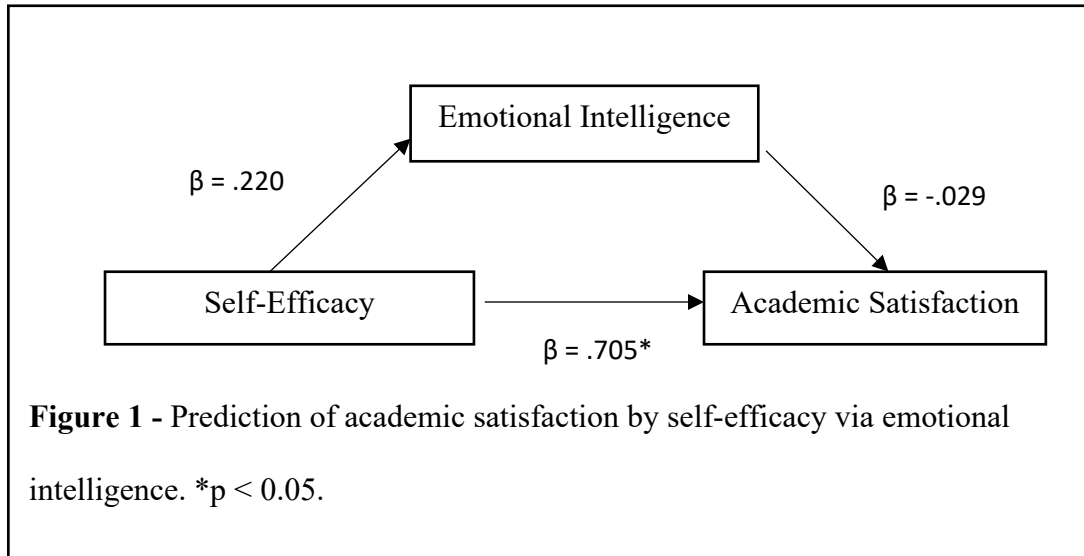 Emotional Intelligence
β = .220
β = -.029
Self-Efficacy
Academic Satisfaction
β = .705*
Figure 1 - Prediction of academic satisfaction by self-efficacy via emotional
intelligence. *p < 0.05.